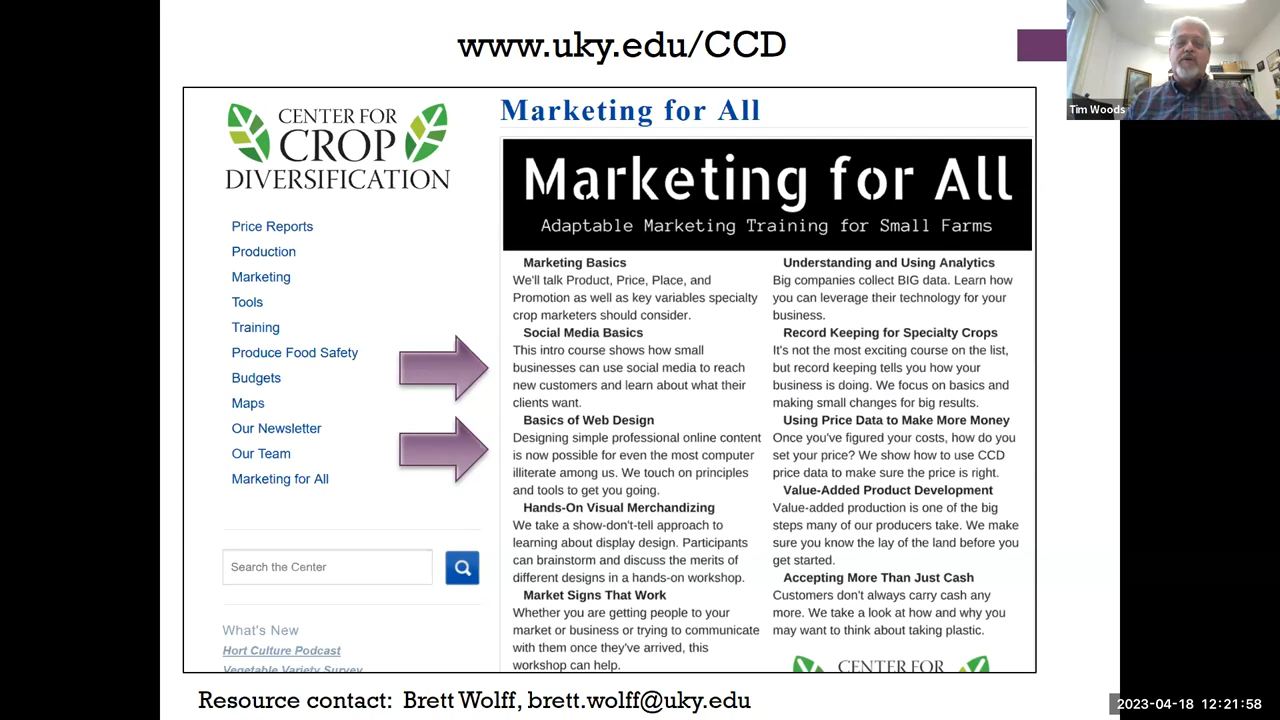 www.uky.edu/CCD
Tim Woods
CENTER FOR
CROP
DIVERSIFICATION
Price Reports
Production
Marketing
Tools
Training
Produce Food Safety
Budgets
Maps
Our Newsletter
Our Team
Marketing for All
Search the Center
What's New
Hort Culture Podcast
Vegetable Variety Survey
Marketing for All
Marketing for All
Adaptable Marketing Training for Small Farms
Marketing Basics
We'll talk Product, Price, Place, and
Promotion as well as key variables specialty
crop marketers should consider.
Social Media Basics
This intro course shows how small
businesses can use social media to reach
new customers and learn about what their
clients want.
Basics of Web Design
Designing simple professional online content
is now possible for even the most computer
illiterate among us. We touch on principles
and tools to get you going.
Hands-On Visual Merchandizing
We take a show-don't-tell approach to
learning about display design. Participants
can brainstorm and discuss the merits of
different designs in a hands-on workshop.
Market Signs That Work
Whether you are getting people to your
market or business or trying to communicate
with them once they've arrived, this
workshop can help.
Understanding and Using Analytics
Big companies collect BIG data. Learn how
you can leverage their technology for your
business.
Record Keeping for Specialty Crops
It's not the most exciting course on the list,
but record keeping tells you how your
business is doing. We focus on basics and
making small changes for big results.
Using Price Data to Make More Money
Once you've figured your costs, how do you
set your price? We show how to use CCD
price data to make sure the price is right.
Value-Added Product Development
Value-added production is one of the big
steps many of our producers take. We make
sure you know the lay of the land before you
get started.
Accepting More Than Just Cash
Customers don't always carry cash any
more. We take a look at how and why you
may want to think about taking plastic.
CENTER FOR
Resource contact: Brett Wolff, brett.wolff@uky.edu
2023-04-18 12:21:58